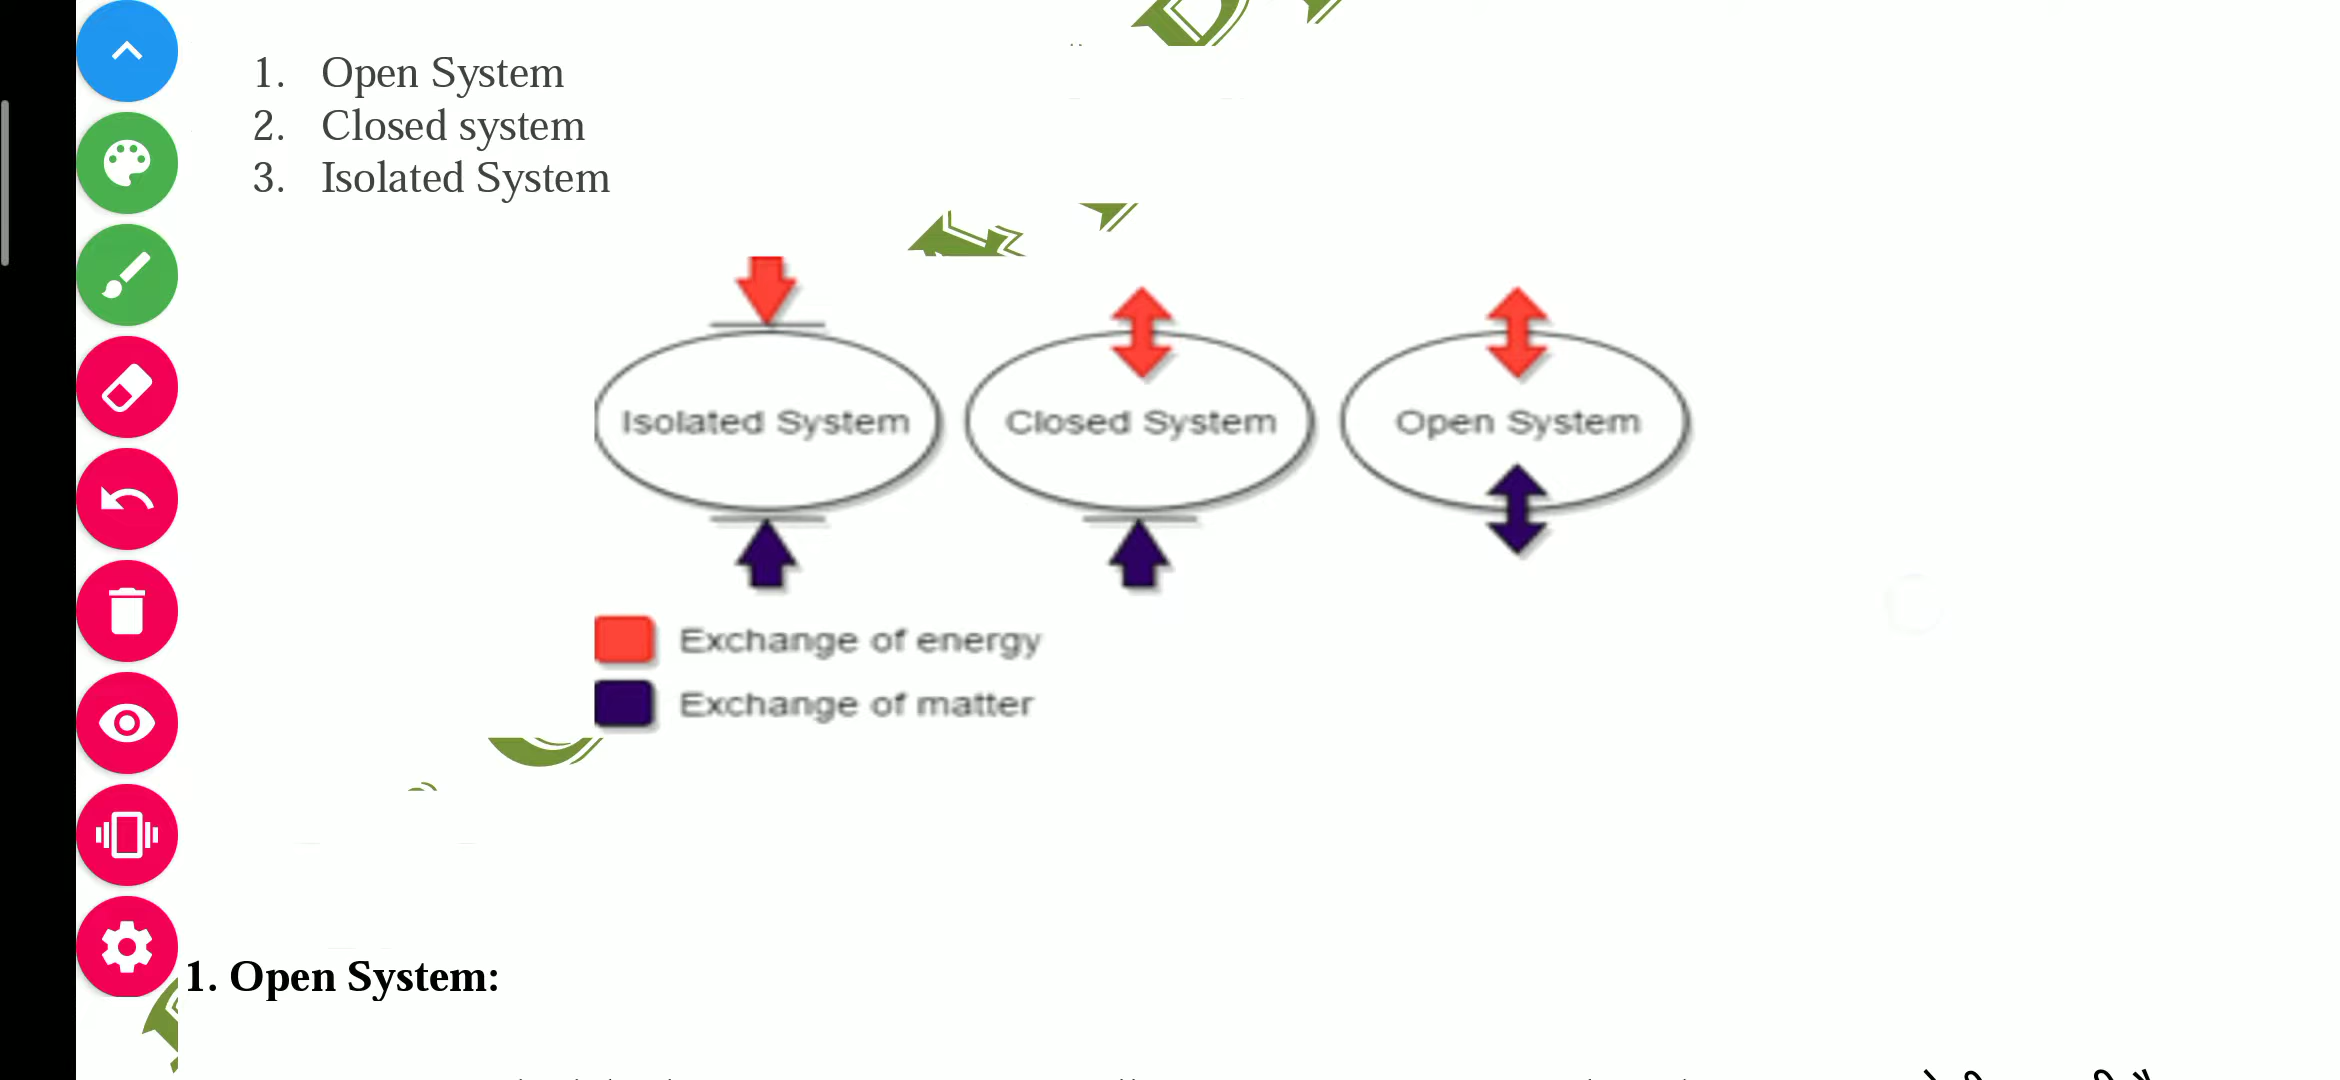 1. Open System
2. Closed system
3. Isolated System
Isolated System Closed System Open System
Exchange of energy
Exchange of matter
1. Open System: